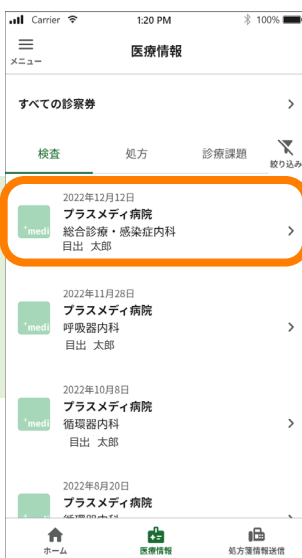 Carrier 1:20 PM 100%
メニュー
医療情報
すべての診察券
検査 処方 診療課題 絞り込み
2022年12月12日
プラスメディ病院
+medi
総合診療・感染症内科
目出 太郎
2022年11月28日
プラスメディ病院
+medi
呼吸器内科
目出 太郎
2022年10月8日
プラスメディ病院
+medi
循環器内科
目出 太郎
2022年8月20日
プラスメディ病院
ホーム 医療情報 処方箋情報送信